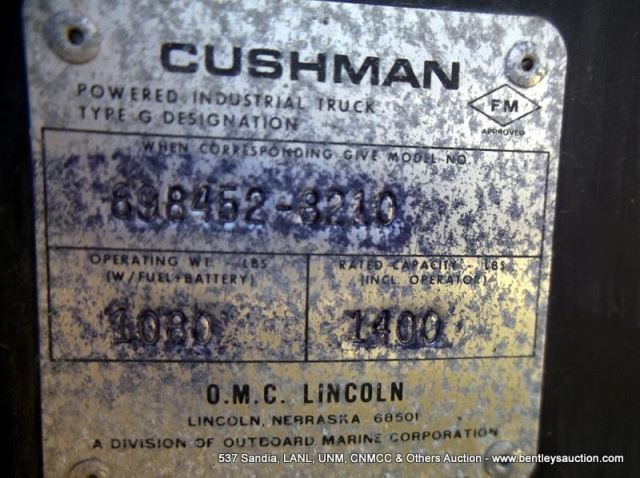 CUSHMAN
POWERED INDUSTRIAL TRUCK
TYPE G DESIGNATION
FM
APPROVED
WHEN CORRESPONDING GIVE MODEL NO.
898452-8210
OPERATING WT. - LBS
(W/FUEL+BATTERY)
1080
RATED CAPACITY - LBS
(INCL. OPERATOR)
1400
O.M.C. LINCOLN
LINCOLN, NEBRASKA 68501
A DIVISION OF OUTBOARD MARINE CORPORATION
537 Sandia, LANL, UNM, CNMCC & Others Auction - www.bentleysauction.com